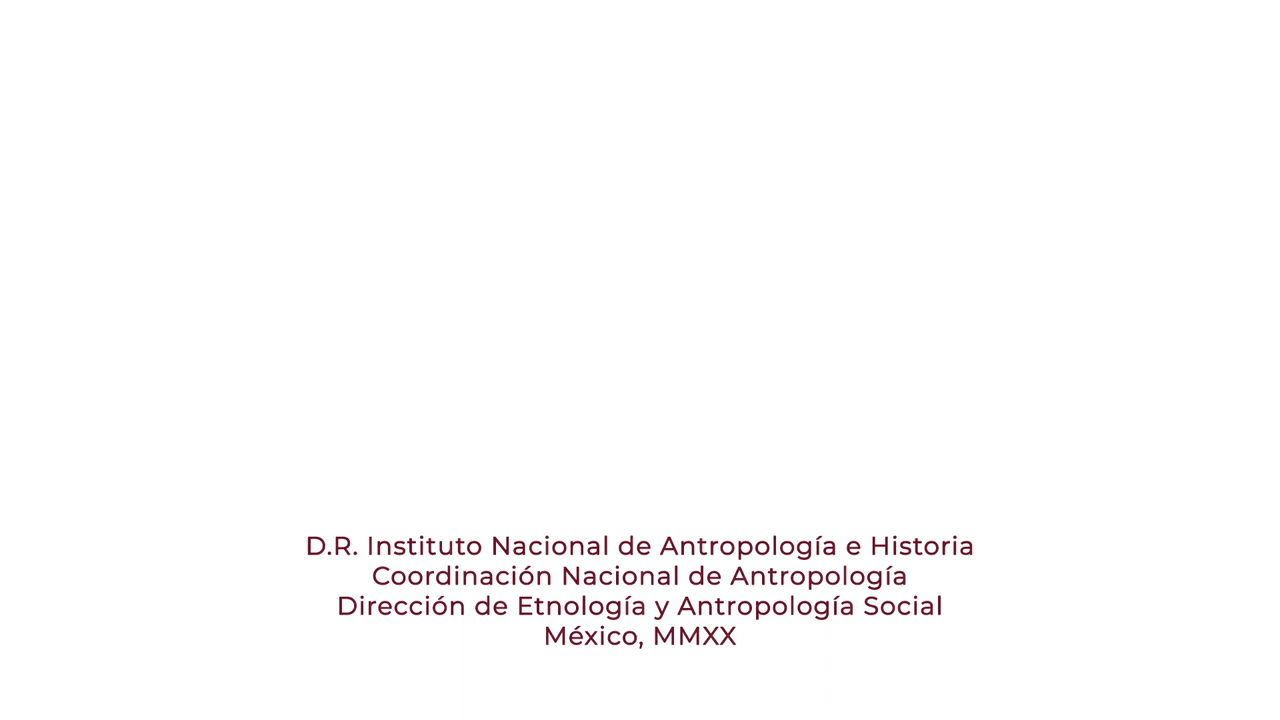 D.R. Instituto Nacional de Antropología e Historia
Coordinación Nacional de Antropología
Dirección de Etnología y Antropología Social
México, MMXX